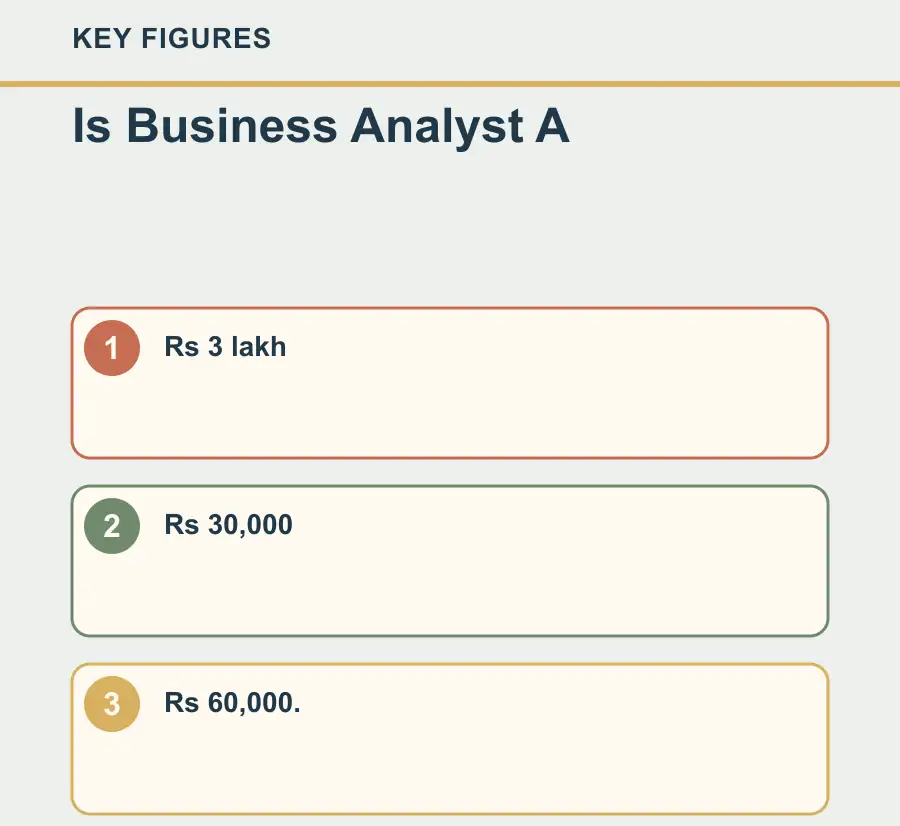 KEY FIGURES
Is Business Analyst A
1 Rs 3 lakh
2 Rs 30,000
3 Rs 60,000.